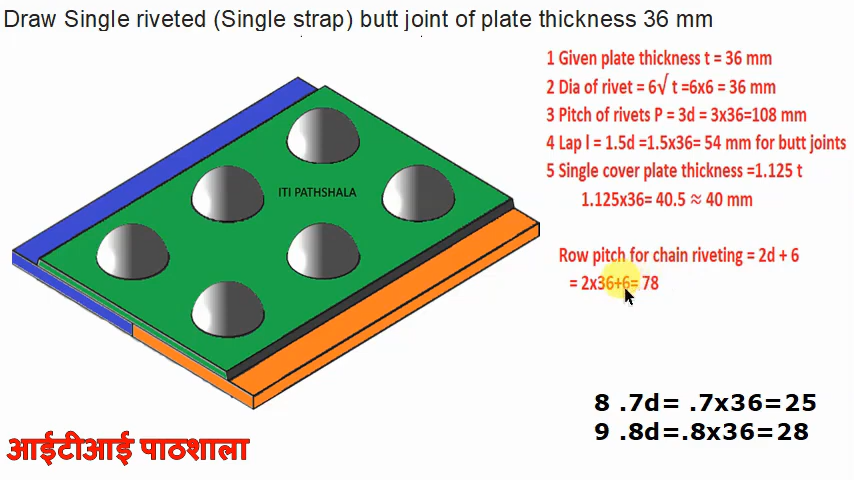 Draw Single riveted (Single strap) butt joint of plate thickness 36 mm
1 Given plate thickness t = 36 mm
2 Dia of rivet = 6√ t =6x6 = 36 mm
3 Pitch of rivets P = 3d = 3x36=108 mm
4 Lap l = 1.5d =1.5x36= 54 mm for butt joints
5 Single cover plate thickness =1.125 t
1.125x36= 40.5 ≈ 40 mm
Row pitch for chain riveting = 2d + 6
= 2x36+6= 78
ITI PATHSHALA
8 .7d= .7x36=25
9 .8d=.8x36=28
आईटीआई पाठशाला